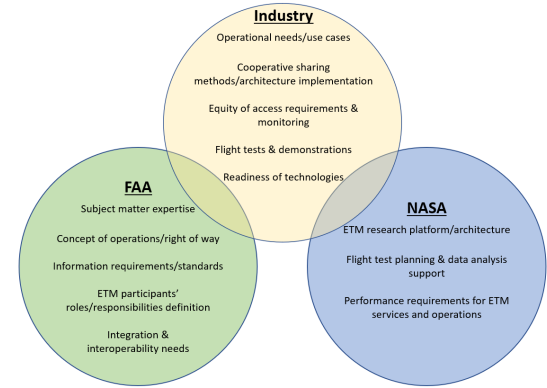 Industry
Operational needs/use cases
Cooperative sharing
methods/architecture implementation
Equity of access requirements &
monitoring
Flight tests & demonstrations
Readiness of technologies
FAA
Subject matter expertise
Concept of operations/right of way
Information requirements/standards
ETM participants’
roles/responsibilities definition
Integration &
interoperability needs
NASA
ETM research platform/architecture
Flight test planning & data analysis
support
Performance requirements for ETM
services and operations